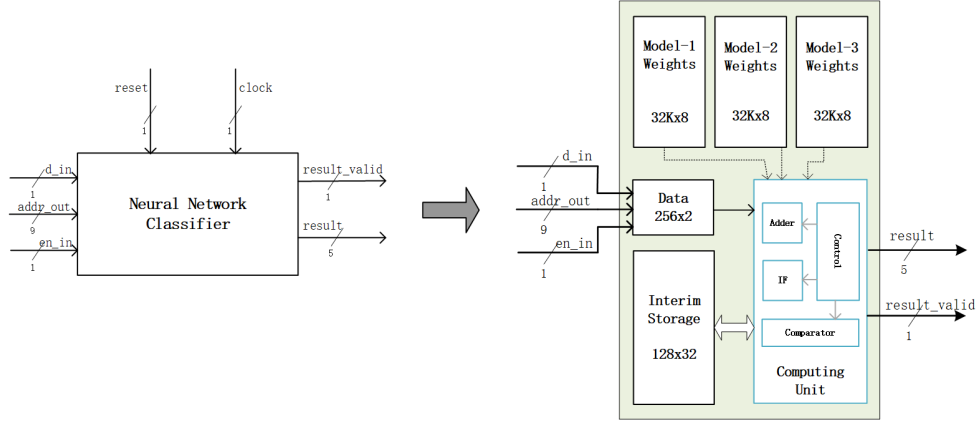 reset
clock
1
1
d_in
1
addr_out
9
en_in
1
Neural Network
Classifier
result_valid
1
result
5
d_in
1
addr_out
9
en_in
1
Model-1
Weights
32Kx8
Model-2
Weights
32Kx8
Model-3
Weights
32Kx8
Data
256x2
Interim
Storage
128x32
Adder
IF
Control
Comparator
Computing
Unit
result
5
result_valid
1